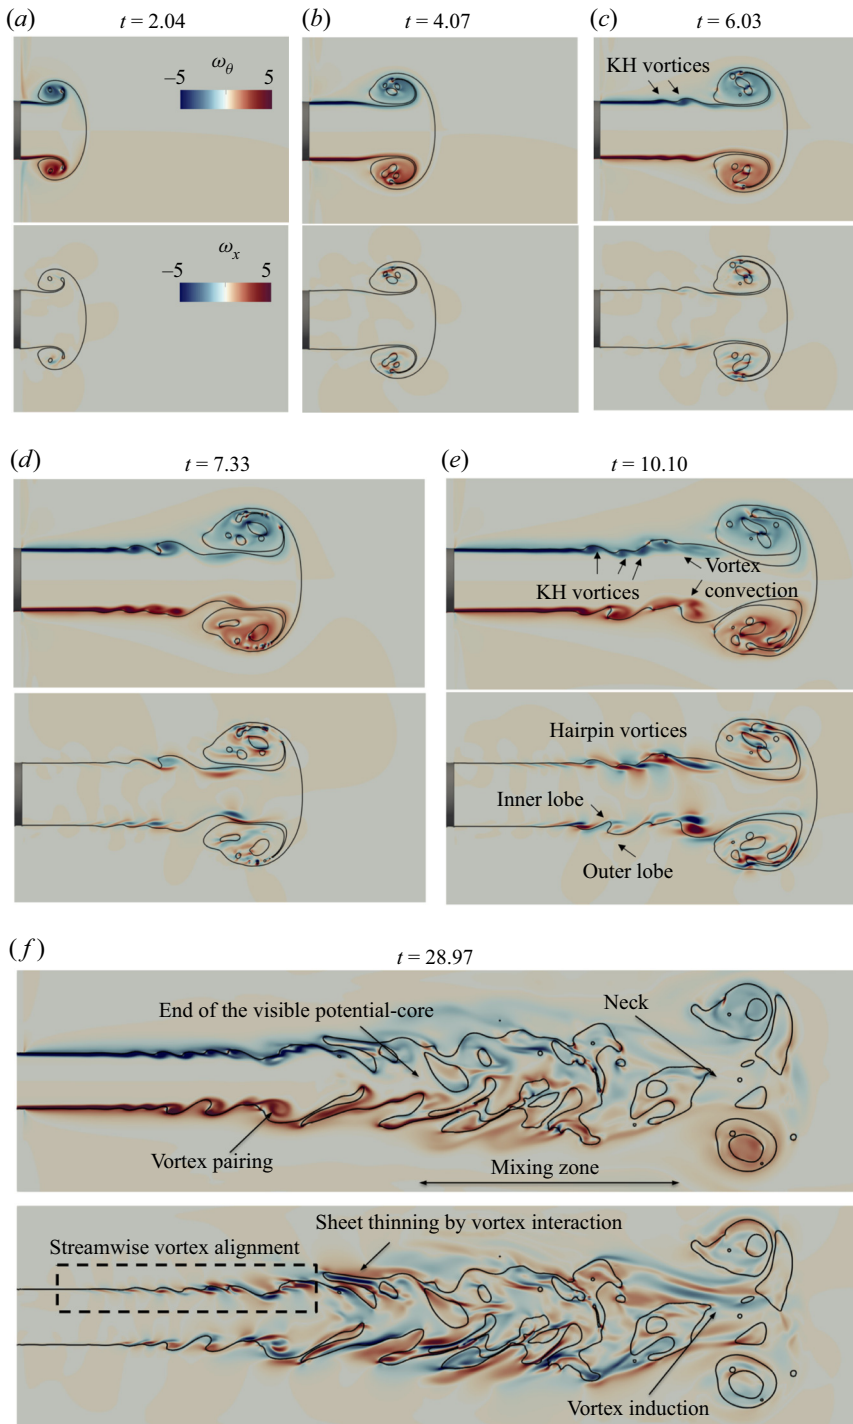 (a)
t = 2.04
(b)
t = 4.07
(c)
t = 6.03
ωθ
–5 5
KH vortices
ωx
–5 5
(d)
t = 7.33
(e)
t = 10.10
KH vortices
Vortex
convection
Hairpin vortices
Inner lobe
Outer lobe
(f)
t = 28.97
End of the visible potential-core
Neck
Vortex pairing
Mixing zone
Sheet thinning by vortex interaction
Streamwise vortex alignment
Vortex induction